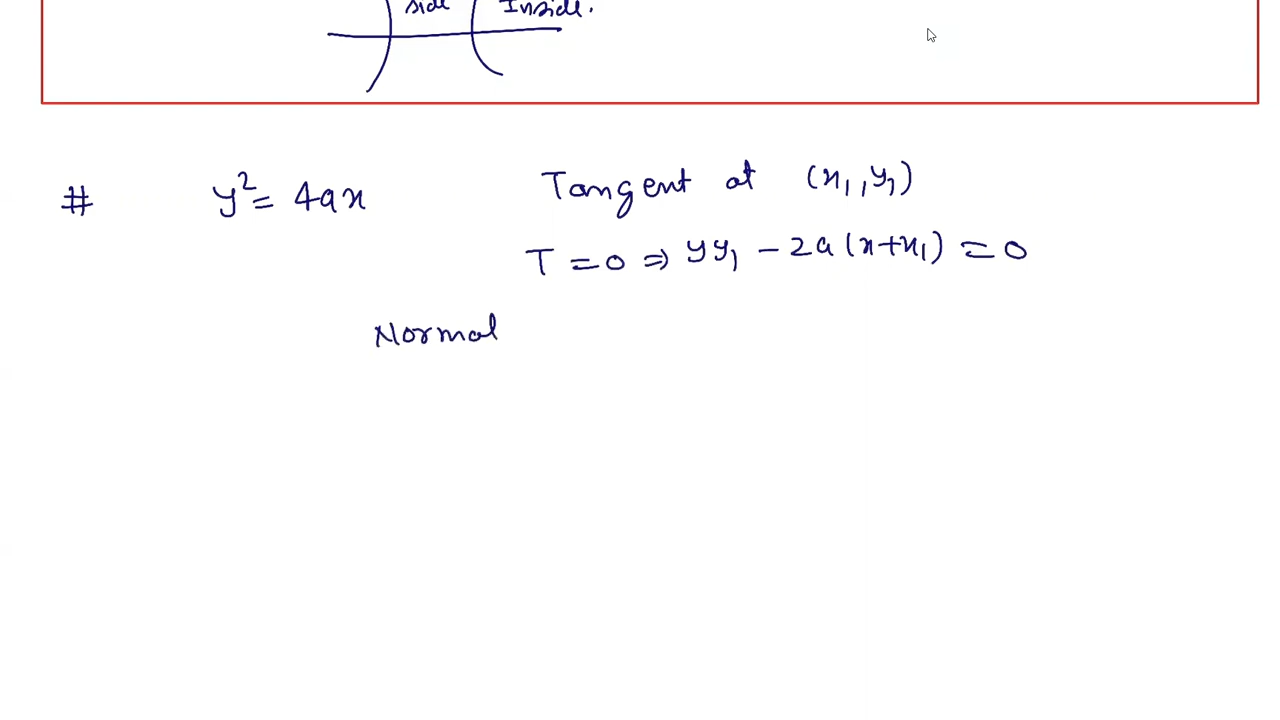 side Inside.
# y² = 4ax Tangent at (x₁, y₁)
T = 0 ⇒ yy₁ - 2a(x+x₁) = 0
Normal